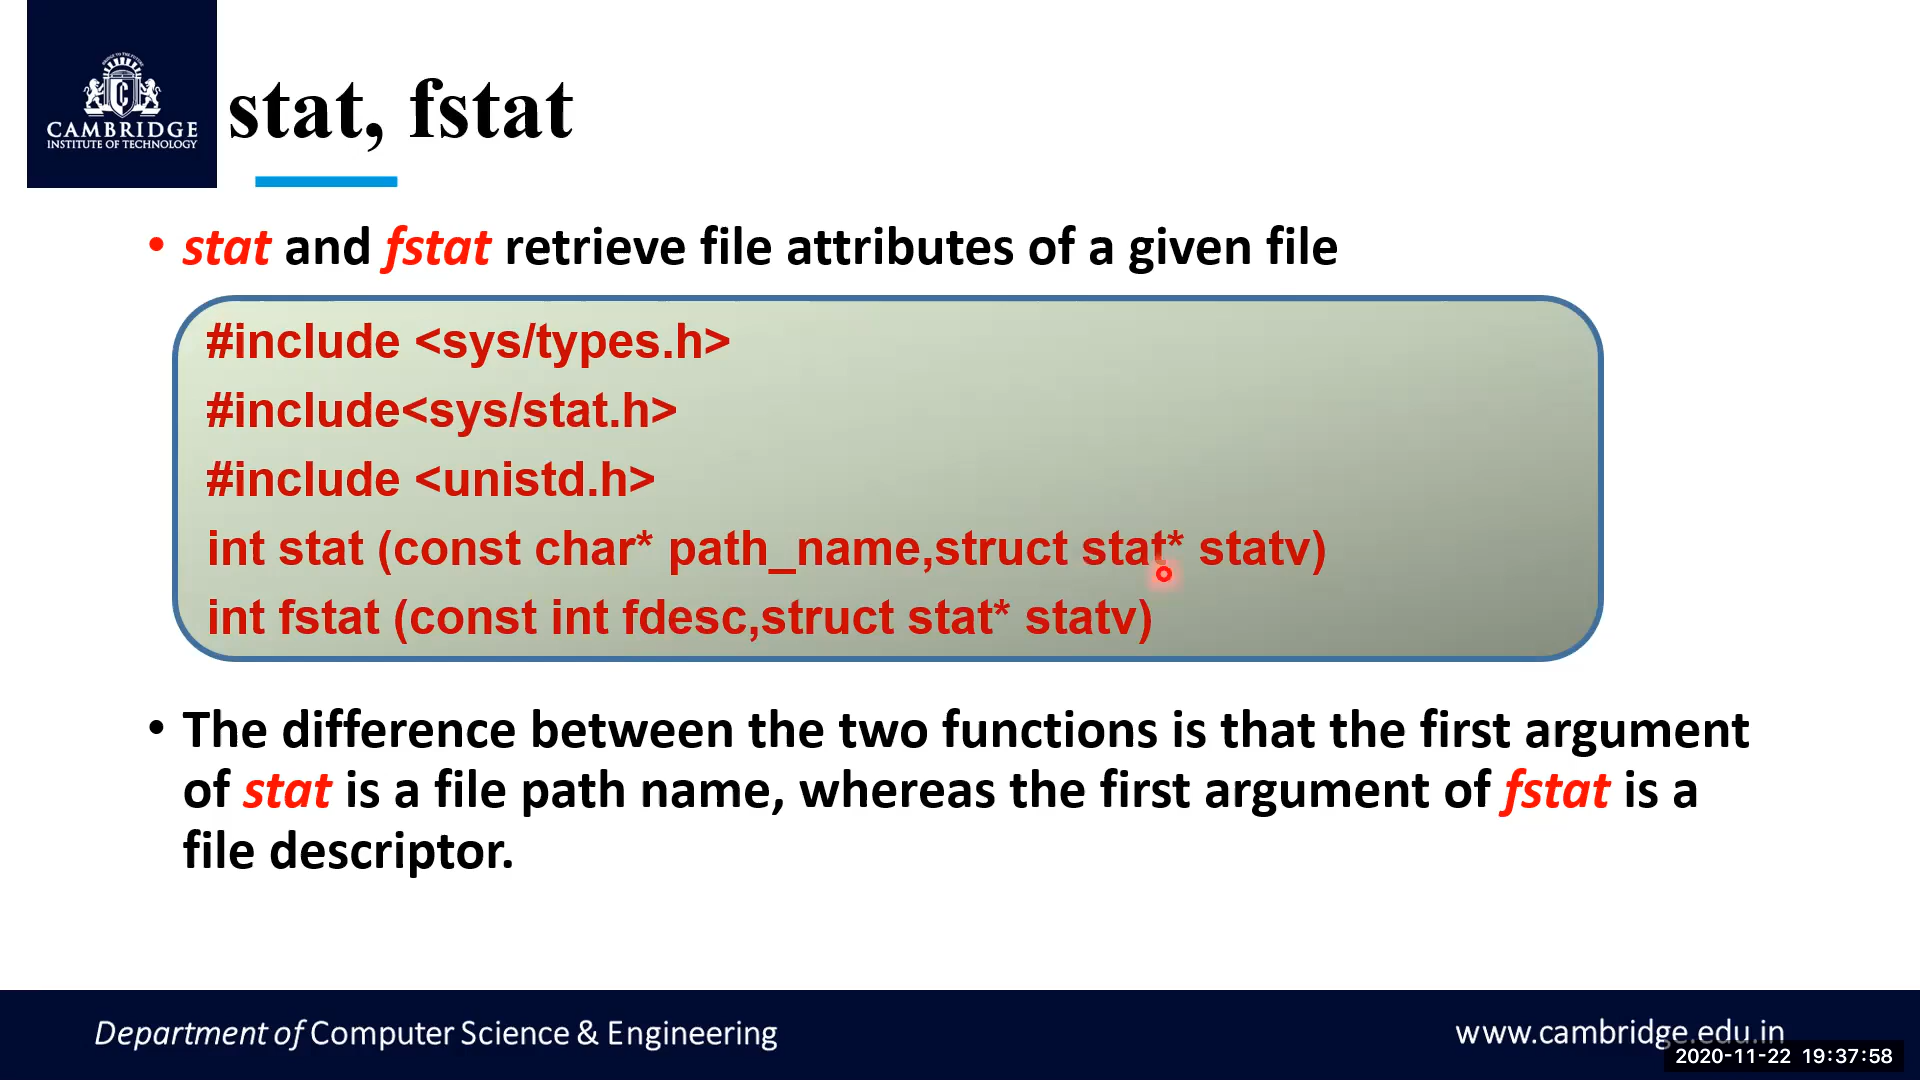 CAMBRIDGE
INSTITUTE OF TECHNOLOGY
stat, fstat
• stat and fstat retrieve file attributes of a given file
#include <sys/types.h>
#include<sys/stat.h>
#include <unistd.h>
int stat (const char* path_name,struct stat* statv)
int fstat (const int fdesc,struct stat* statv)
• The difference between the two functions is that the first argument
of stat is a file path name, whereas the first argument of fstat is a
file descriptor.
Department of Computer Science & Engineering
www.cambridge.edu.in
2020-11-22 19:37:58